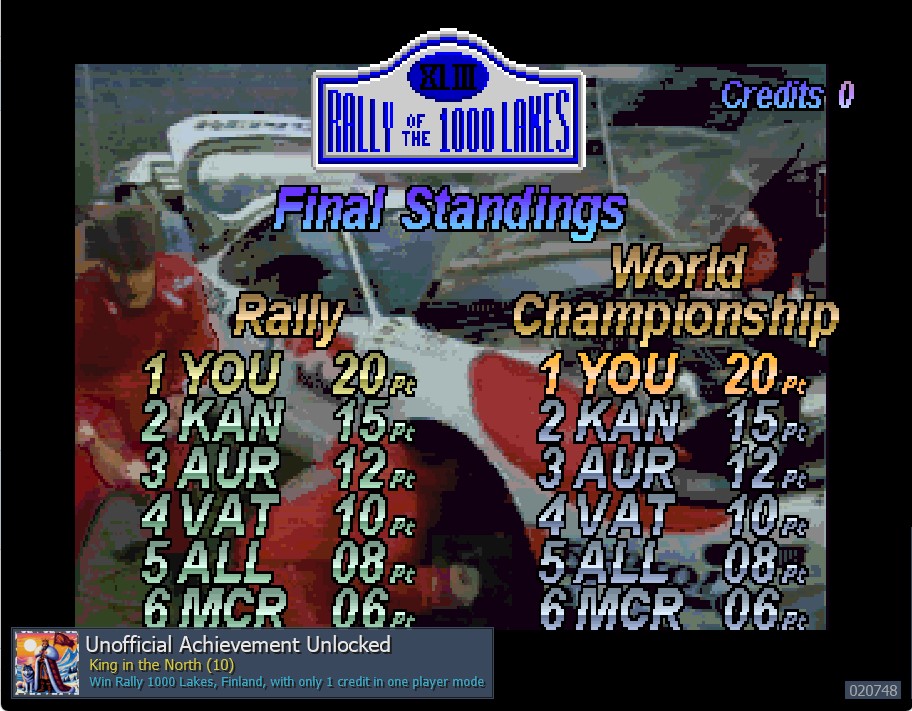 XLIII
RALLY OF THE 1000 LAKES
Credits 0
Final Standings
World
Rally Championship
1 YOU 20Pt 1 YOU 20Pt
2 KAN 15Pt 2 KAN 15Pt
3 AUR 12Pt 3 AUR 12Pt
4 VAT 10Pt 4 VAT 10Pt
5 ALL 08Pt 5 ALL 08Pt
6 MCR 06Pt 6 MCR 06Pt
Unofficial Achievement Unlocked
King in the North (10)
Win Rally 1000 Lakes, Finland, with only 1 credit in one player mode
020748